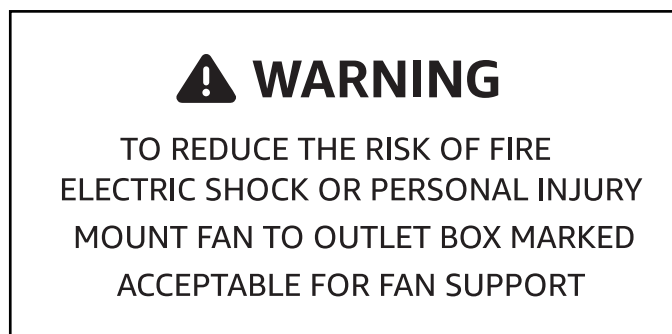 WARNING
TO REDUCE THE RISK OF FIRE
ELECTRIC SHOCK OR PERSONAL INJURY
MOUNT FAN TO OUTLET BOX MARKED
ACCEPTABLE FOR FAN SUPPORT